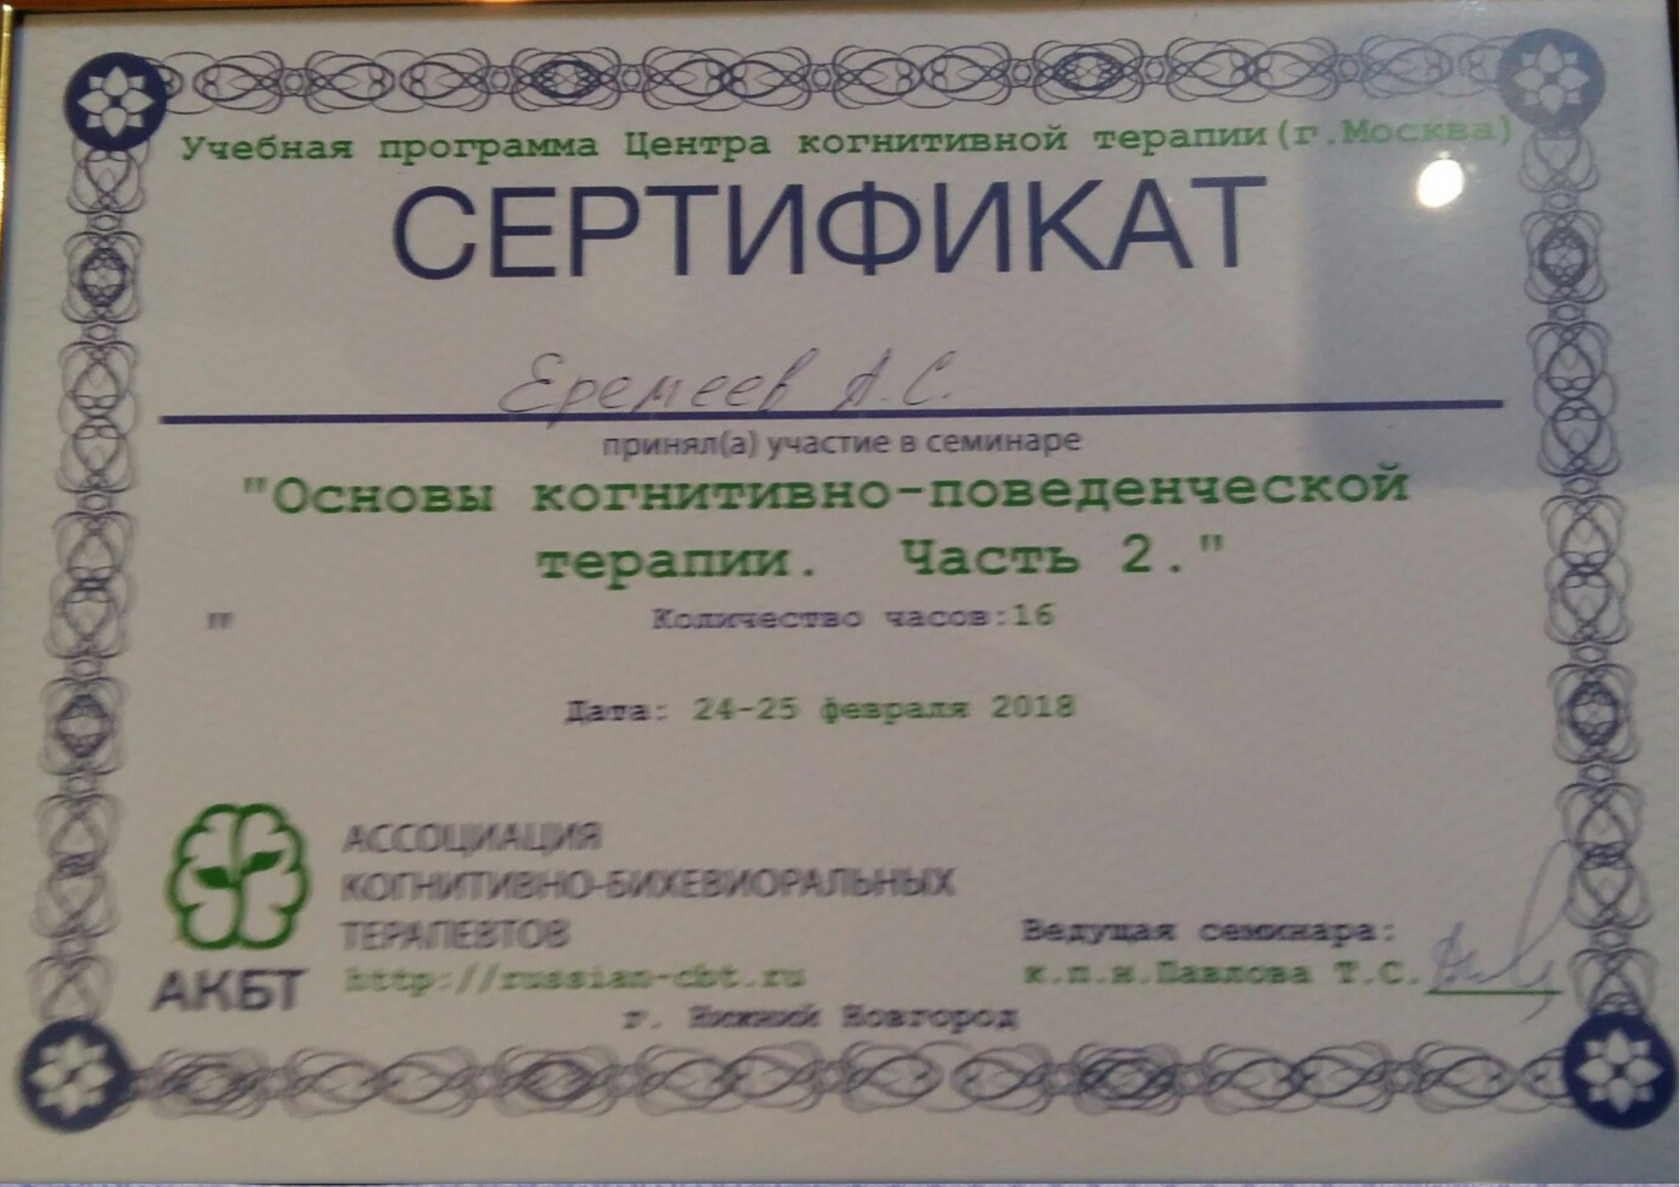 Учебная программа Центра когнитивной терапии(г.Москва)
СЕРТИФИКАТ
Еремеев А.С.
принял(а) участие в семинаре
"Основы когнитивно-поведенческой
терапии. Часть 2."
"
Количество часов:16
Дата: 24-25 февраля 2018
АССОЦИАЦИЯ
КОГНИТИВНО-БИХЕВИОРАЛЬНЫХ
ТЕРАПЕВТОВ
АКБТ
http://russian-cbt.ru
Ведущая семинара:
к.п.н.Павлова Т.С.
г. Нижний Новгород